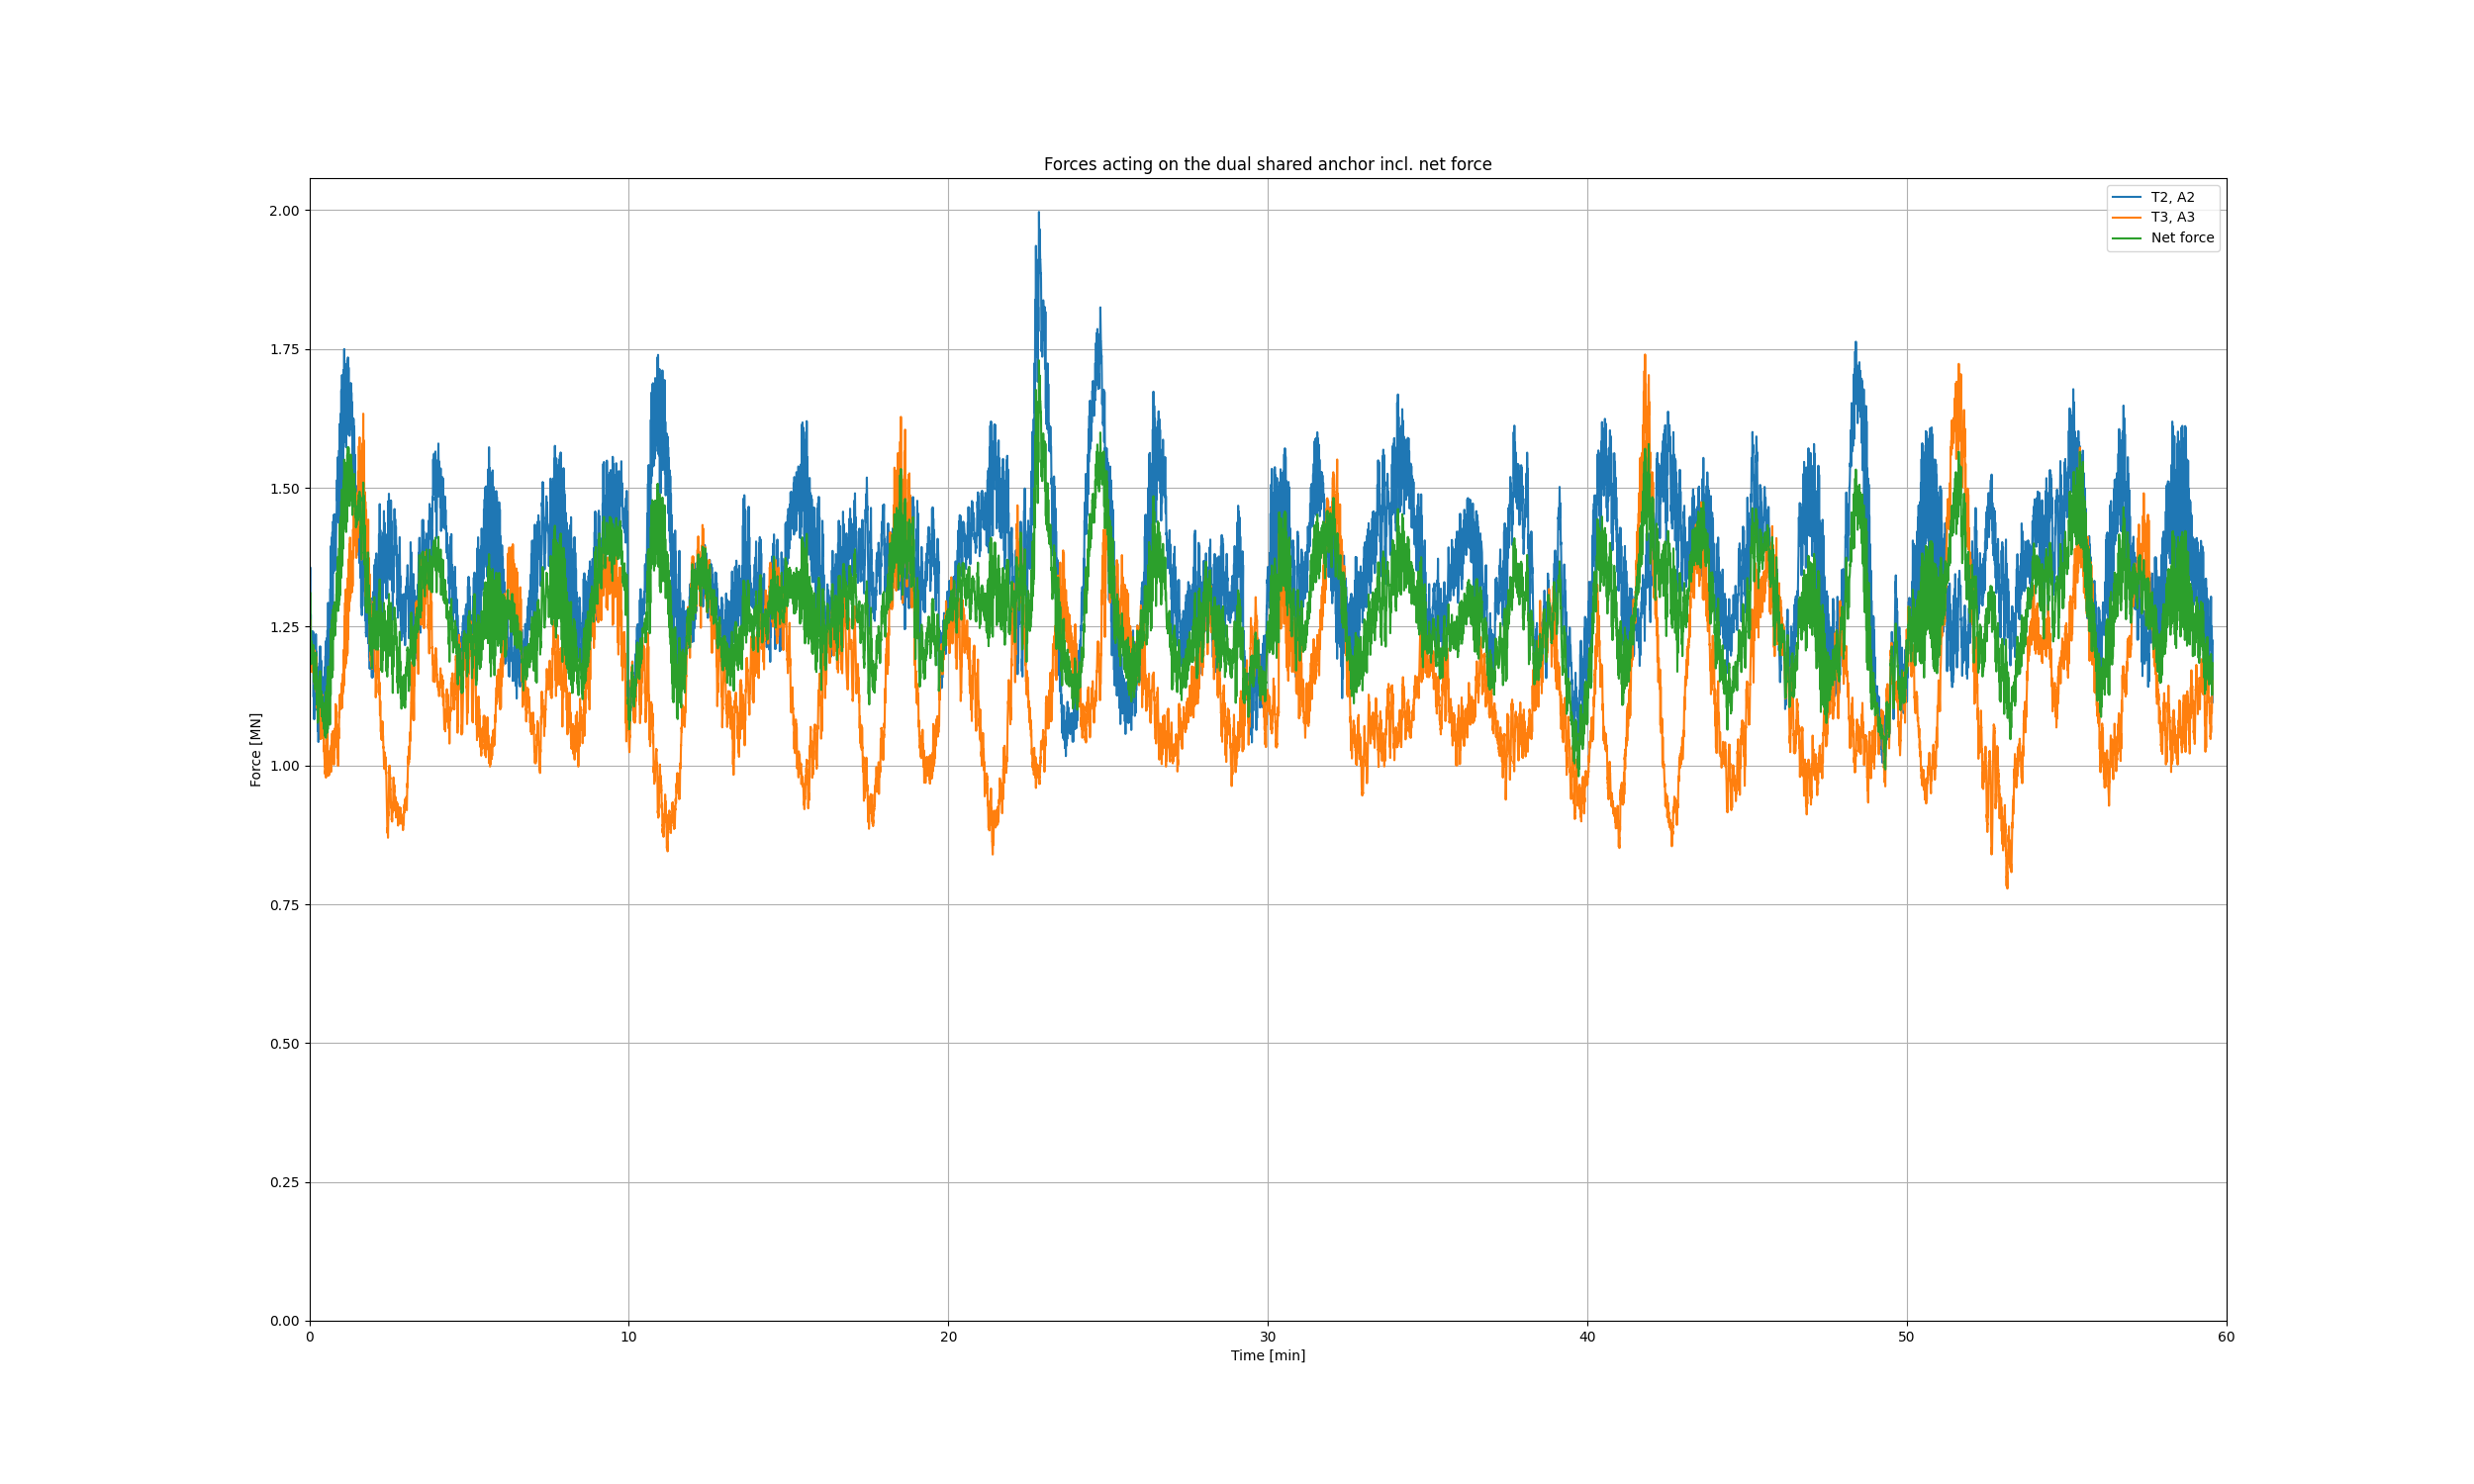 Forces acting on the dual shared anchor incl. net force
T2, A2
T3, A3
Net force
Force [MN]
2.00
1.75
1.50
1.25
1.00
0.75
0.50
0.25
0.00
0 10 20 30 40 50 60
Time [min]